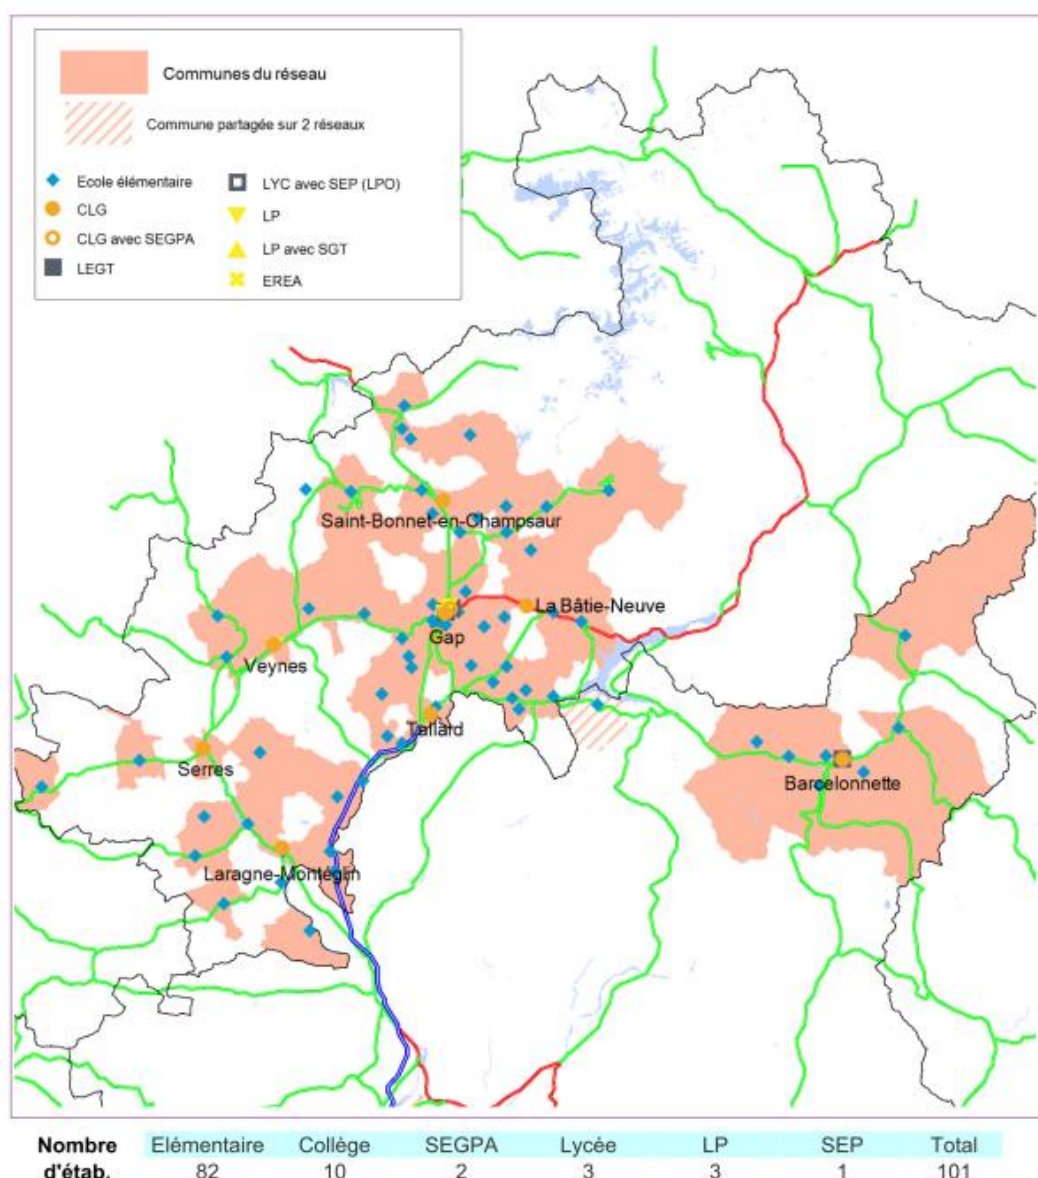 Communes du réseau
Commune partagée sur 2 réseaux
Ecole élémentaire
CLG
CLG avec SEGPA
LEGT
LYC avec SEP (LPO)
LP
LP avec SGT
EREA
Saint-Bonnet-en-Champsaur
La Bâtie-Neuve
Gap
Veynes
Tallard
Serres
Barcelonnette
Laragne-Montéglin
Nombre Elémentaire Collège SEGPA Lycée LP SEP Total
d'étab. 82 10 2 3 3 1 101